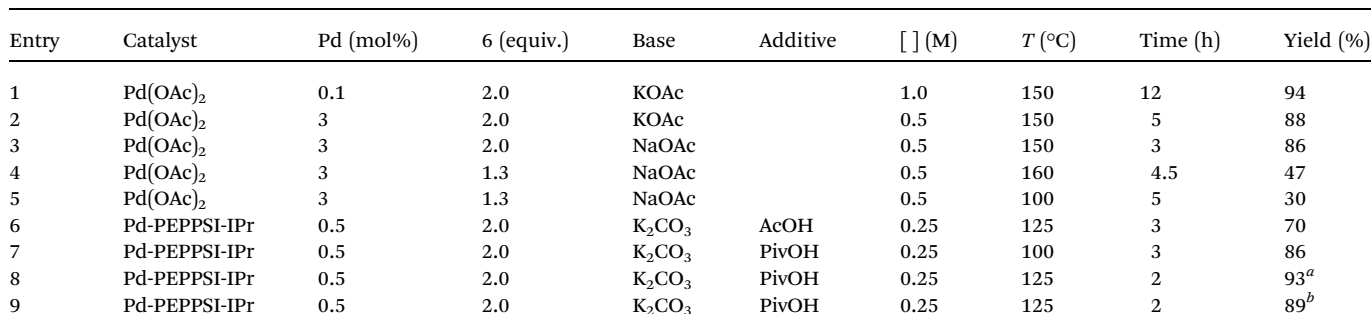 Entry Catalyst Pd (mol%) 6 (equiv.) Base Additive [ ] (M) T (°C) Time (h) Yield (%)
1 Pd(OAc)₂ 0.1 2.0 KOAc 1.0 150 12 94
2 Pd(OAc)₂ 3 2.0 KOAc 0.5 150 5 88
3 Pd(OAc)₂ 3 2.0 NaOAc 0.5 150 3 86
4 Pd(OAc)₂ 3 1.3 NaOAc 0.5 160 4.5 47
5 Pd(OAc)₂ 3 1.3 NaOAc 0.5 100 5 30
6 Pd-PEPPSI-IPr 0.5 2.0 K₂CO₃ AcOH 0.25 125 3 70
7 Pd-PEPPSI-IPr 0.5 2.0 K₂CO₃ PivOH 0.25 100 3 86
8 Pd-PEPPSI-IPr 0.5 2.0 K₂CO₃ PivOH 0.25 125 2 93ᵃ
9 Pd-PEPPSI-IPr 0.5 2.0 K₂CO₃ PivOH 0.25 125 2 89ᵇ